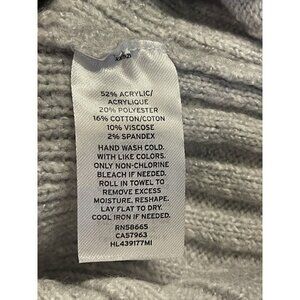 52% ACRYLIC/
ACRYLIQUE
20% POLYESTER
16% COTTON/COTON
10% VISCOSE
2% SPANDEX
HAND WASH COLD.
WITH LIKE COLORS.
ONLY NON-CHLORINE
BLEACH IF NEEDED.
ROLL IN TOWEL TO
REMOVE EXCESS
MOISTURE, RESHAPE.
LAY FLAT TO DRY.
COOL IRON IF NEEDED.
RN58665
CA57963
HL439177MI